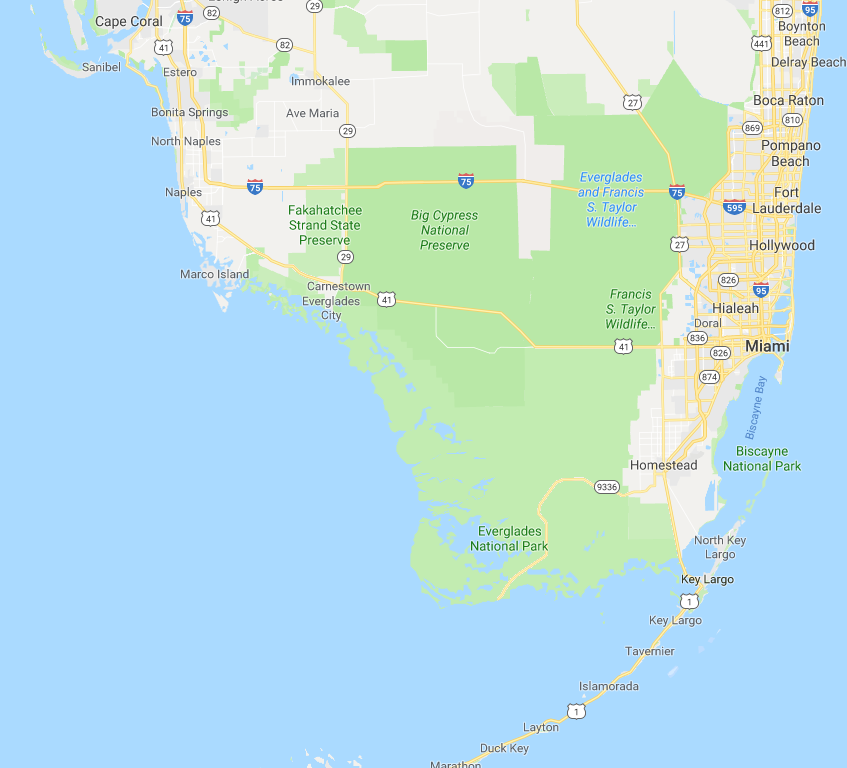 Cape Coral
75
82
Lehigh Acres
29
812
95
Boynton
Beach
41
82
441
Delray Beach
Sanibel
Estero
Immokalee
27
Boca Raton
Bonita Springs
Ave Maria
810
29
869
North Naples
Pompano
Beach
75
75
Everglades
and Francis
S. Taylor
Wildlife...
75
Naples
Fort
Lauderdale
595
41
Fakahatchee
Strand State
Preserve
Big Cypress
National
Preserve
27
Hollywood
29
Marco Island
826
95
Carnestown
Everglades
City
41
Francis
S. Taylor
Wildlife...
Hialeah
Doral
836
41
Miami
826
874
Biscayne Bay
Biscayne
National Park
Homestead
9336
Everglades
National Park
North Key
Largo
Key Largo
1
Key Largo
Tavernier
Islamorada
1
Layton
Duck Key
Marathon